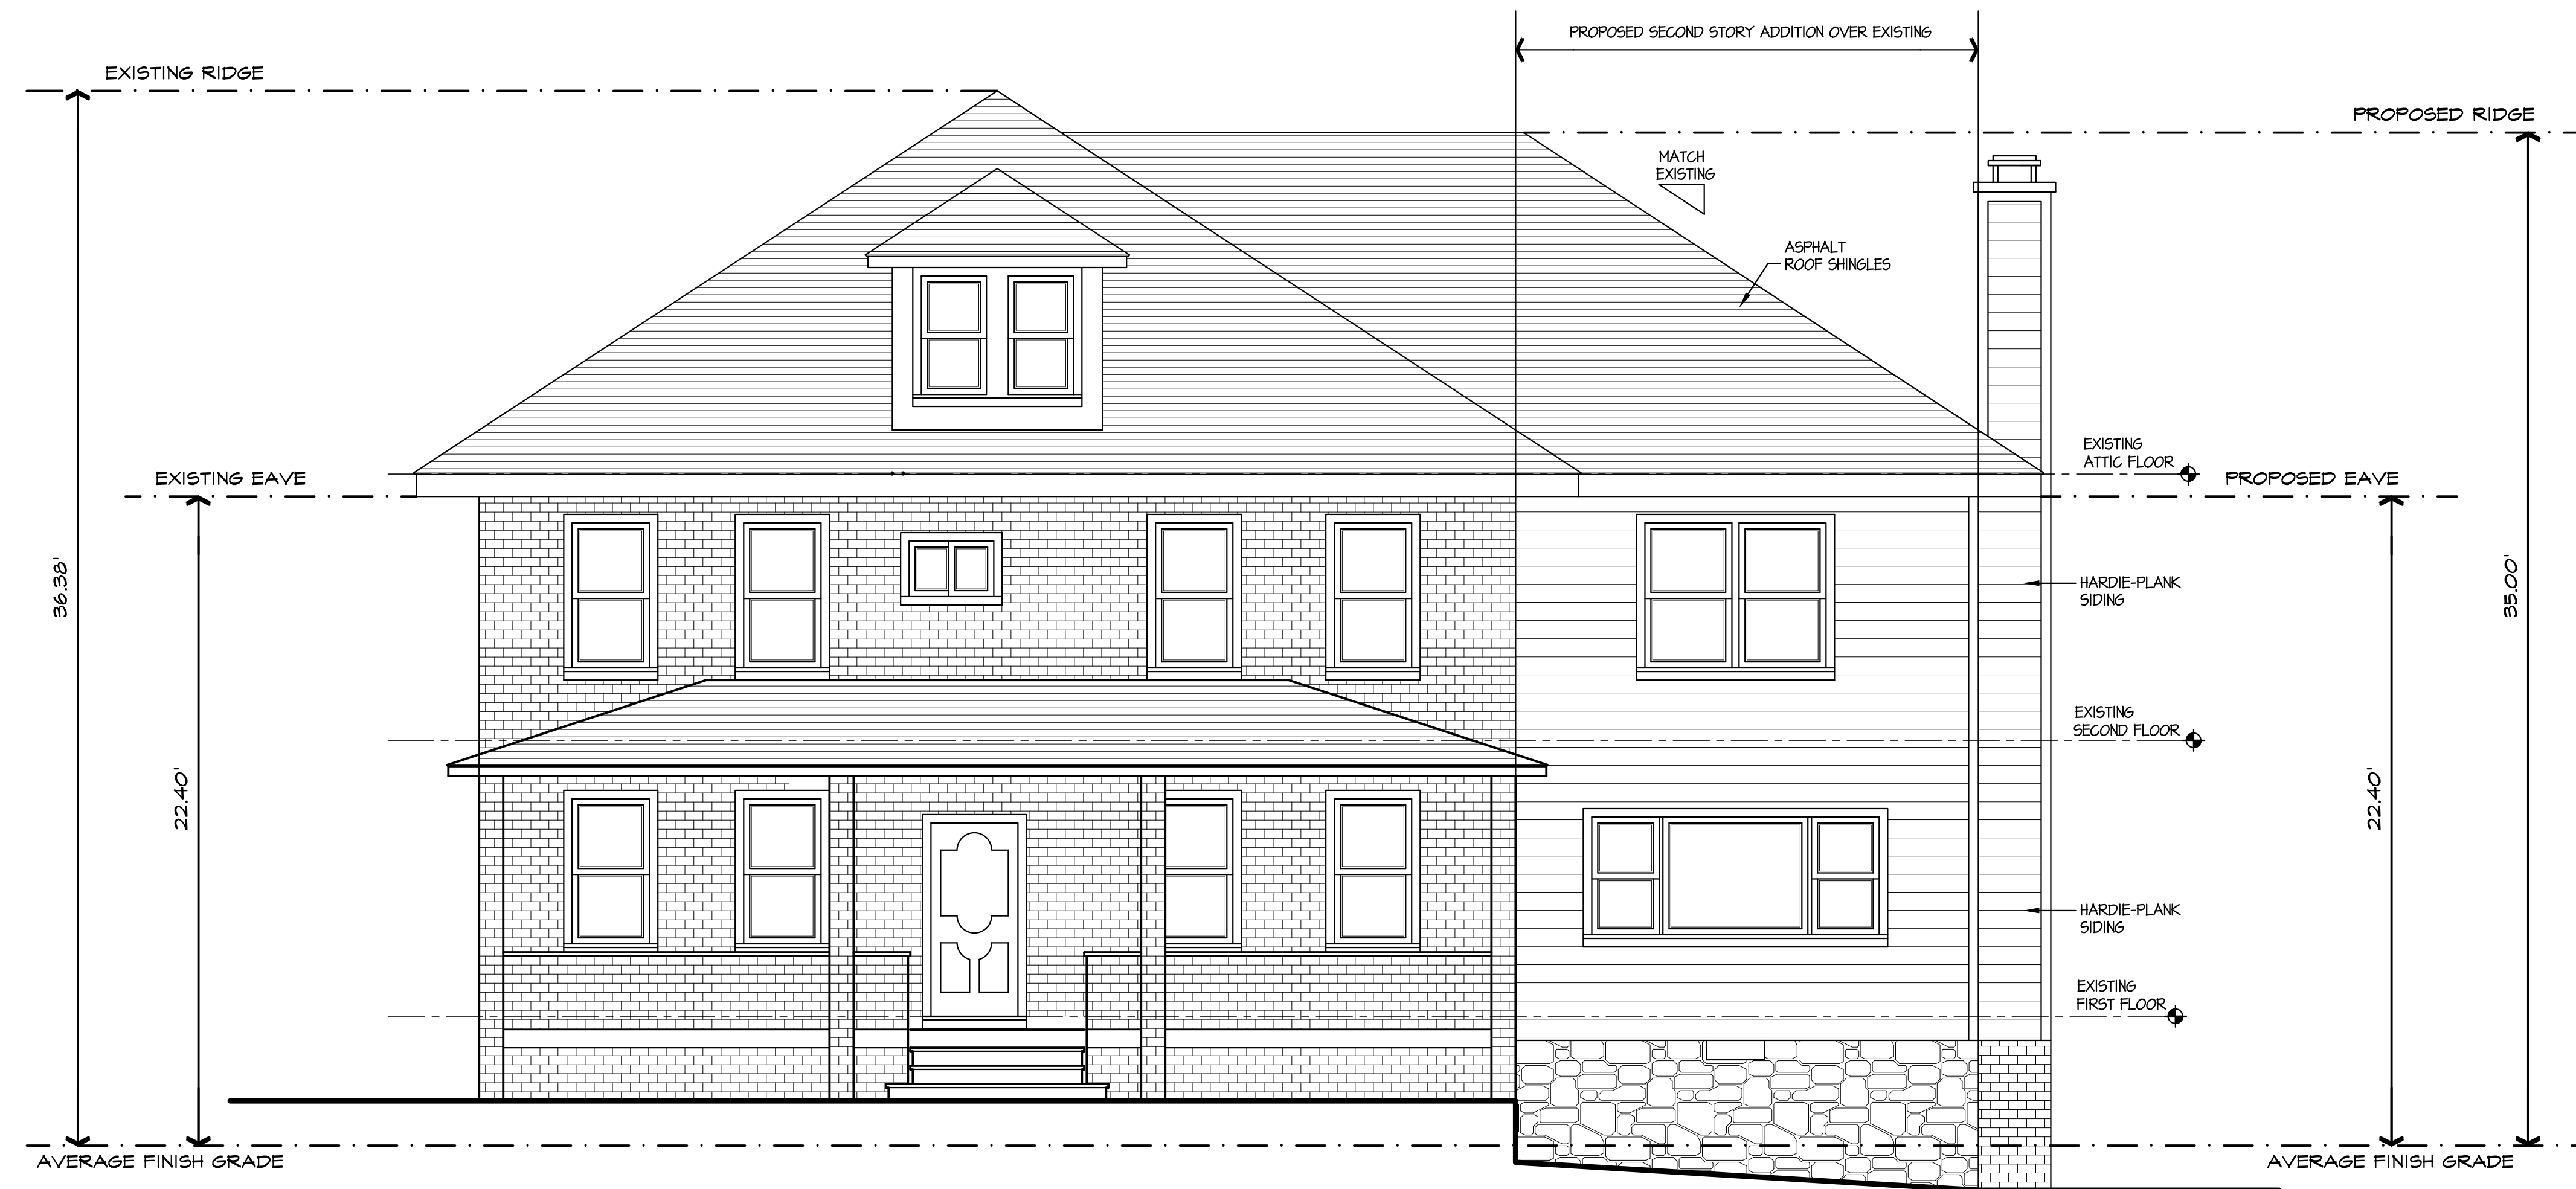 PROPOSED SECOND STORY ADDITION OVER EXISTING
EXISTING RIDGE
PROPOSED RIDGE
MATCH
EXISTING
ASPHALT
ROOF SHINGLES
EXISTING
ATTIC FLOOR
EXISTING EAVE
PROPOSED EAVE
36.38'
35.00'
HARDIE-PLANK
SIDING
EXISTING
SECOND FLOOR
22.40'
22.40'
HARDIE-PLANK
SIDING
EXISTING
FIRST FLOOR
AVERAGE FINISH GRADE
AVERAGE FINISH GRADE